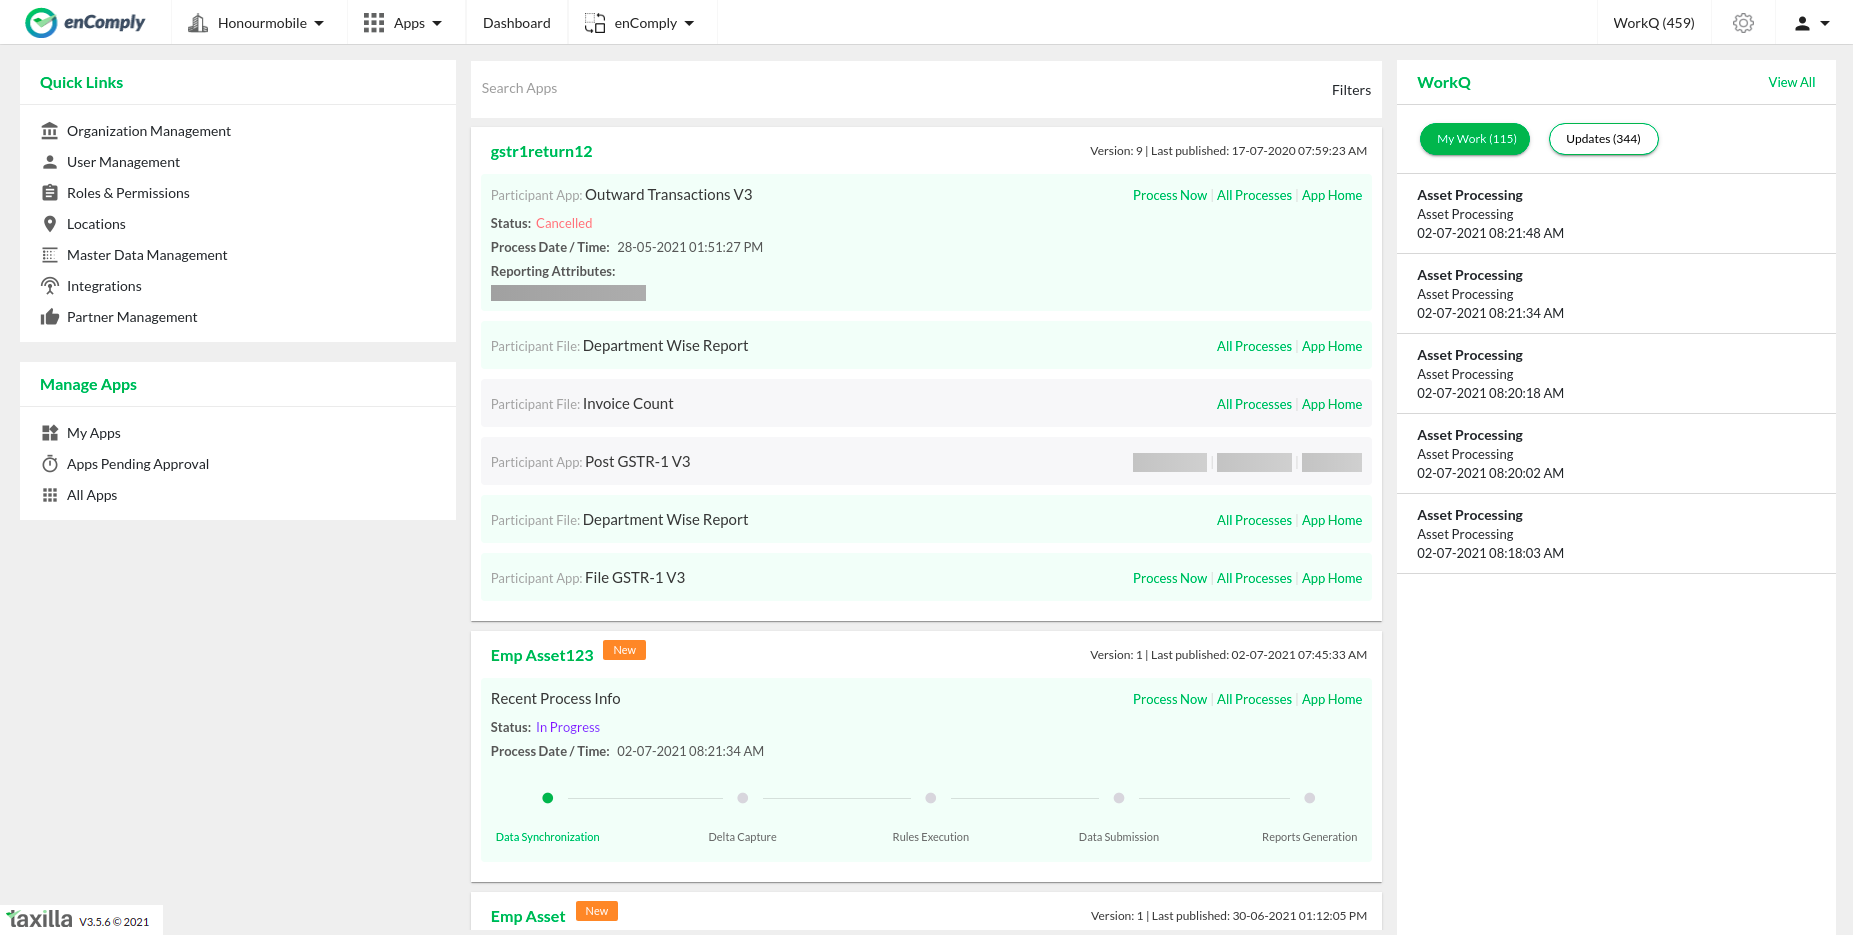 enComply Honourmobile Apps Dashboard enComply WorkQ (459)
Quick Links
Organization Management
User Management
Roles & Permissions
Locations
Master Data Management
Integrations
Partner Management
Manage Apps
My Apps
Apps Pending Approval
All Apps
Search Apps Filters
gstr1return12 Version: 9 | Last published: 17-07-2020 07:59:23 AM
Participant App: Outward Transactions V3 Process Now | All Processes | App Home
Status: Cancelled
Process Date / Time: 28-05-2021 01:51:27 PM
Reporting Attributes:
Participant File: Department Wise Report All Processes | App Home
Participant File: Invoice Count All Processes | App Home
Participant App: Post GSTR-1 V3
Participant File: Department Wise Report All Processes | App Home
Participant App: File GSTR-1 V3 Process Now | All Processes | App Home
Emp Asset123 New Version: 1 | Last published: 02-07-2021 07:45:33 AM
Recent Process Info Process Now | All Processes | App Home
Status: In Progress
Process Date / Time: 02-07-2021 08:21:34 AM
Data Synchronization Delta Capture Rules Execution Data Submission Reports Generation
Emp Asset New Version: 1 | Last published: 30-06-2021 01:12:05 PM
WorkQ View All
My Work (115) Updates (344)
Asset Processing
Asset Processing
02-07-2021 08:21:48 AM
Asset Processing
Asset Processing
02-07-2021 08:21:34 AM
Asset Processing
Asset Processing
02-07-2021 08:20:18 AM
Asset Processing
Asset Processing
02-07-2021 08:20:02 AM
Asset Processing
Asset Processing
02-07-2021 08:18:03 AM
taxilla V3.5.6 © 2021